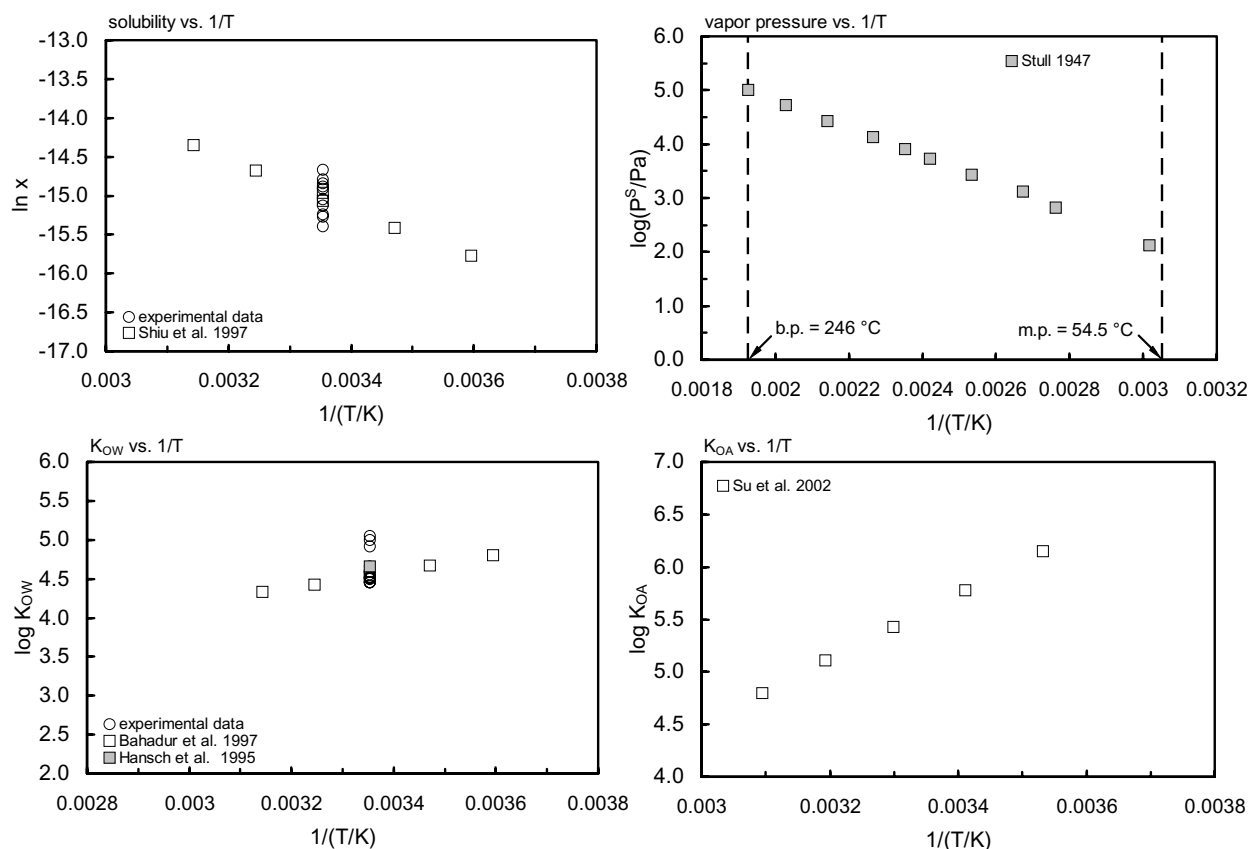 solubility vs. 1/T
-13.0
-13.5
-14.0
-14.5
-15.0
-15.5
-16.0
-16.5
-17.0
ln x
experimental data
Shiu et al. 1997
0.003 0.0032 0.0034 0.0036 0.0038
1/(T/K)
vapor pressure vs. 1/T
6.0
5.0
4.0
3.0
2.0
1.0
0.0
log(P^S/Pa)
Stull 1947
b.p. = 246 °C
m.p. = 54.5 °C
0.0018 0.002 0.0022 0.0024 0.0026 0.0028 0.003 0.0032
1/(T/K)
K_OW vs. 1/T
6.0
5.5
5.0
4.5
4.0
3.5
3.0
2.5
2.0
log K_OW
experimental data
Bahadur et al. 1997
Hansch et al. 1995
0.0028 0.003 0.0032 0.0034 0.0036 0.0038
1/(T/K)
K_OA vs. 1/T
7.0
6.5
6.0
5.5
5.0
4.5
4.0
log K_OA
Su et al. 2002
0.003 0.0032 0.0034 0.0036 0.0038
1/(T/K)